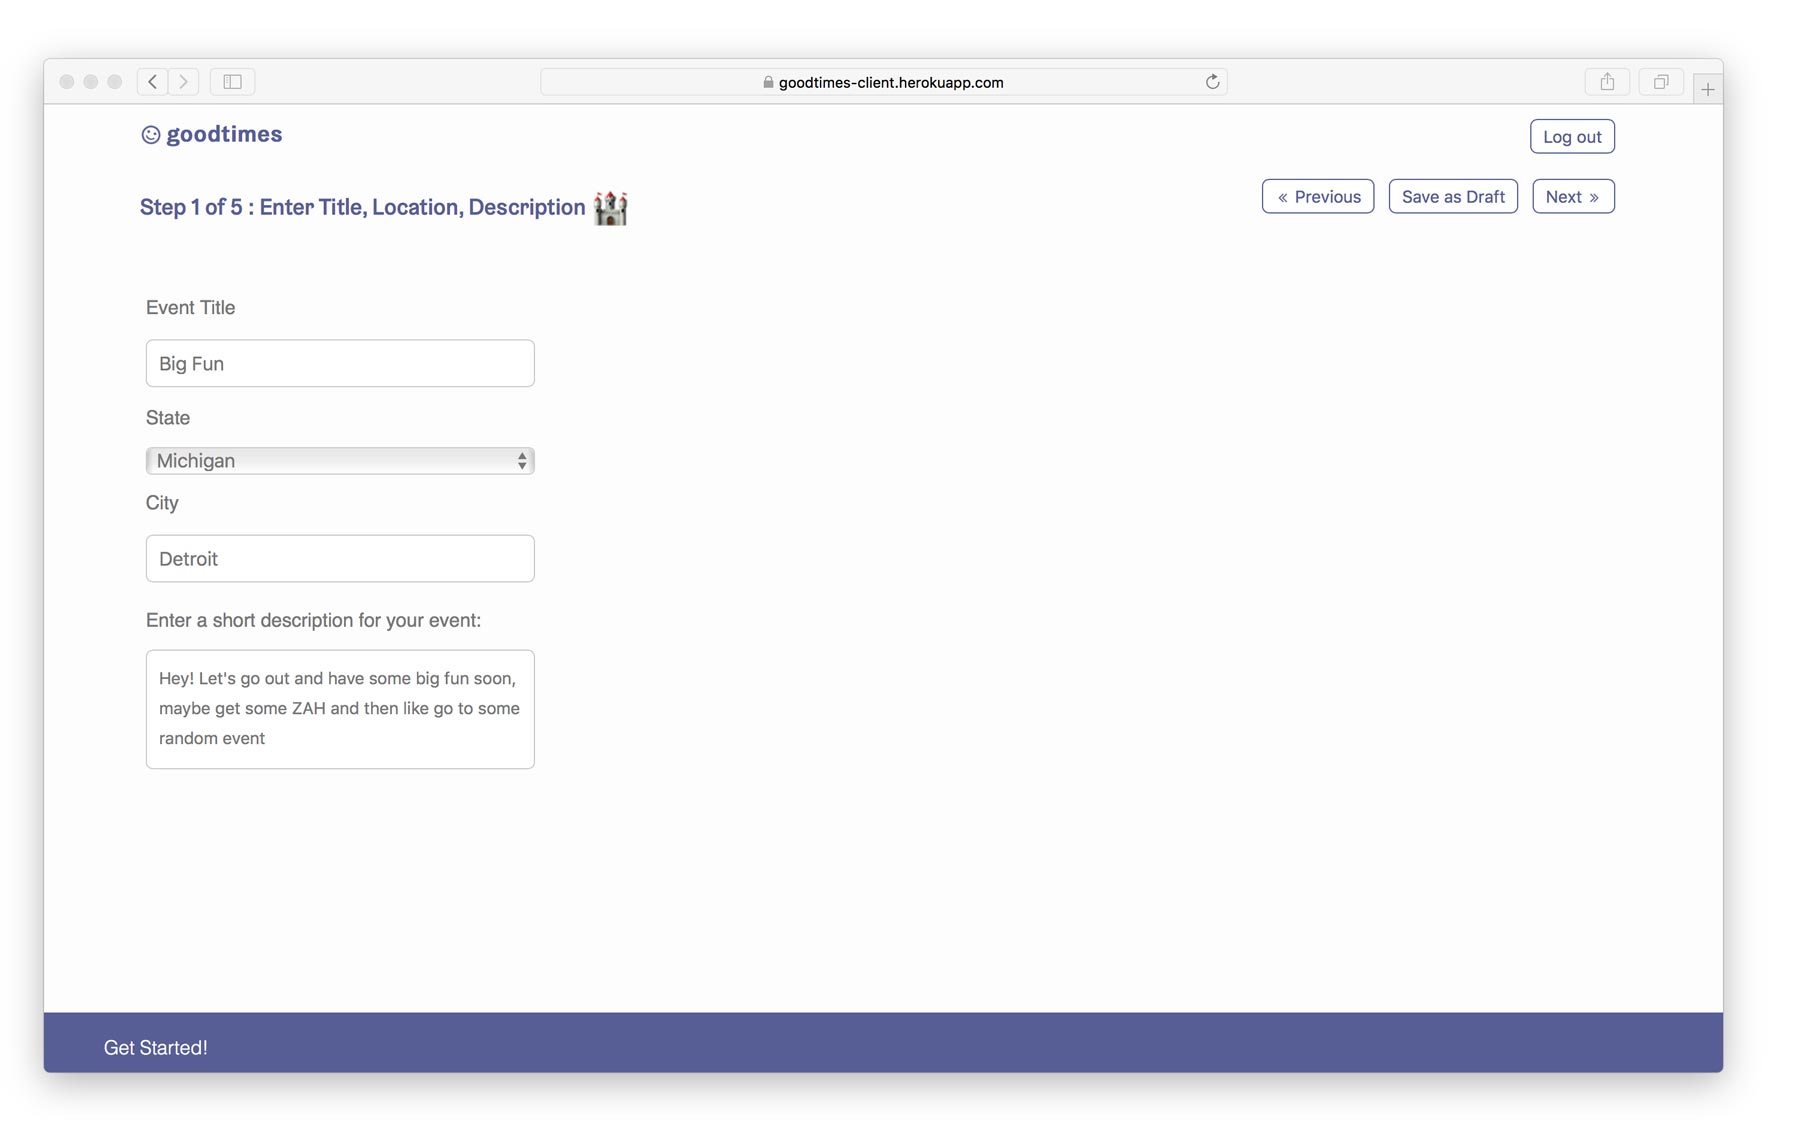 goodtimes-client.herokuapp.com
goodtimes
Log out
Step 1 of 5 : Enter Title, Location, Description
« Previous
Save as Draft
Next »
Event Title
Big Fun
State
Michigan
City
Detroit
Enter a short description for your event:
Hey! Let's go out and have some big fun soon,
maybe get some ZAH and then like go to some
random event
Get Started!